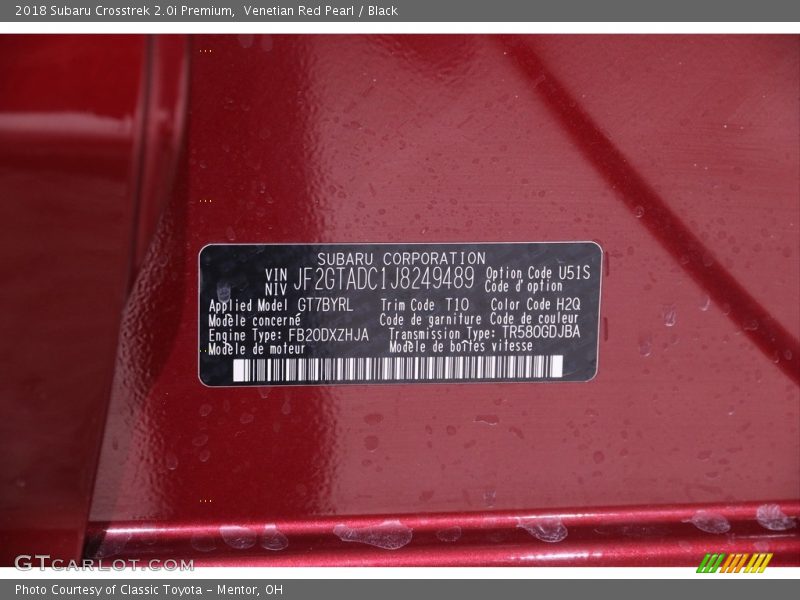 2018 Subaru Crosstrek 2.0i Premium,  Venetian Red Pearl / Black
SUBARU CORPORATION
VIN NIV JF2GTADC1J8249489 Option Code U51S
Code d'option
Applied Model GT7BYRL Trim Code T10 Color Code H2Q
Modèle concerné Code de garniture Code de couleur
Engine Type: FB20DXZHJA Transmission Type: TR580GDJBA
Modèle de moteur Modèle de boîtes vitesse
GTCarLot.com
Photo Courtesy of Classic Toyota - Mentor, OH